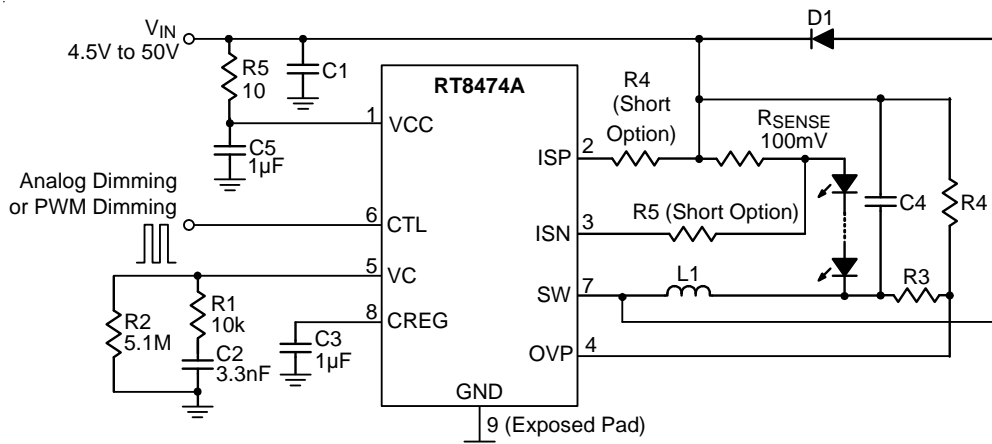 VIN
4.5V to 50V
R5
10
C1
D1
RT8474A
R4
(Short
Option)
RSENSE
100mV
1
VCC
C5
1µF
2
ISP
Analog Dimming
or PWM Dimming
6
CTL
3
ISN
R5 (Short Option)
C4
R4
5
VC
7
SW
L1
R3
R2
5.1M
R1
10k
C2
3.3nF
8
CREG
C3
1µF
4
OVP
GND
9 (Exposed Pad)